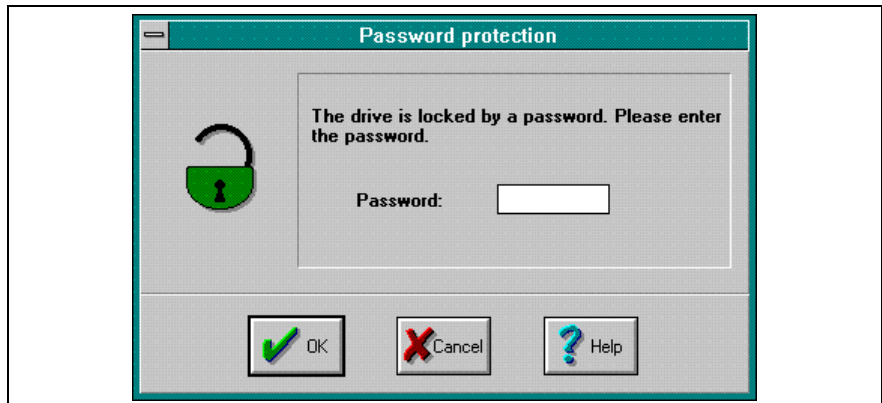 Password protection
The drive is locked by a password. Please enter
the password.
Password:
OK
Cancel
Help